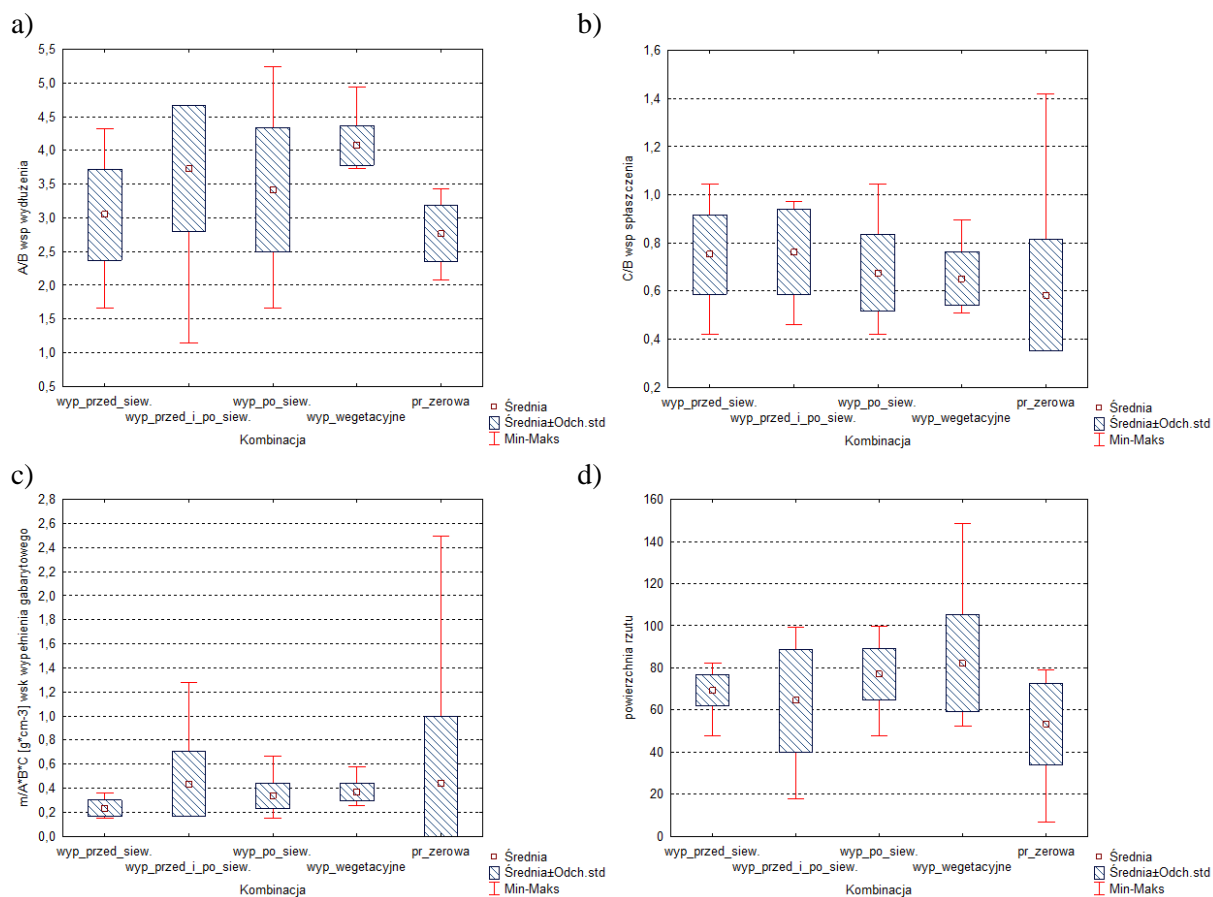 a)
5,5
5,0
4,5
4,0
3,5
3,0
2,5
2,0
1,5
1,0
0,5
A/B wsp wydłużenia
wyp_przed_siew. wyp_po_siew. pr_zerowa
wyp_przed_i_po_siew. wyp_wegetacyjne
Kombinacja
Średnia
Średnia±Odch.std
Min-Maks
b)
1,6
1,4
1,2
1,0
0,8
0,6
0,4
0,2
C/B wsp spłaszczenia
wyp_przed_siew. wyp_po_siew. pr_zerowa
wyp_przed_i_po_siew. wyp_wegetacyjne
Kombinacja
Średnia
Średnia±Odch.std
Min-Maks
c)
2,8
2,6
2,4
2,2
2,0
1,8
1,6
1,4
1,2
1,0
0,8
0,6
0,4
0,2
0,0
m/A*B*C [g*cm-3] wsk wypełnienia gabarytowego
wyp_przed_siew. wyp_po_siew. pr_zerowa
wyp_przed_i_po_siew. wyp_wegetacyjne
Kombinacja
Średnia
Średnia±Odch.std
Min-Maks
d)
160
140
120
100
80
60
40
20
0
powierzchnia rzutu
wyp_przed_siew. wyp_po_siew. pr_zerowa
wyp_przed_i_po_siew. wyp_wegetacyjne
Kombinacja
Średnia
Średnia±Odch.std
Min-Maks